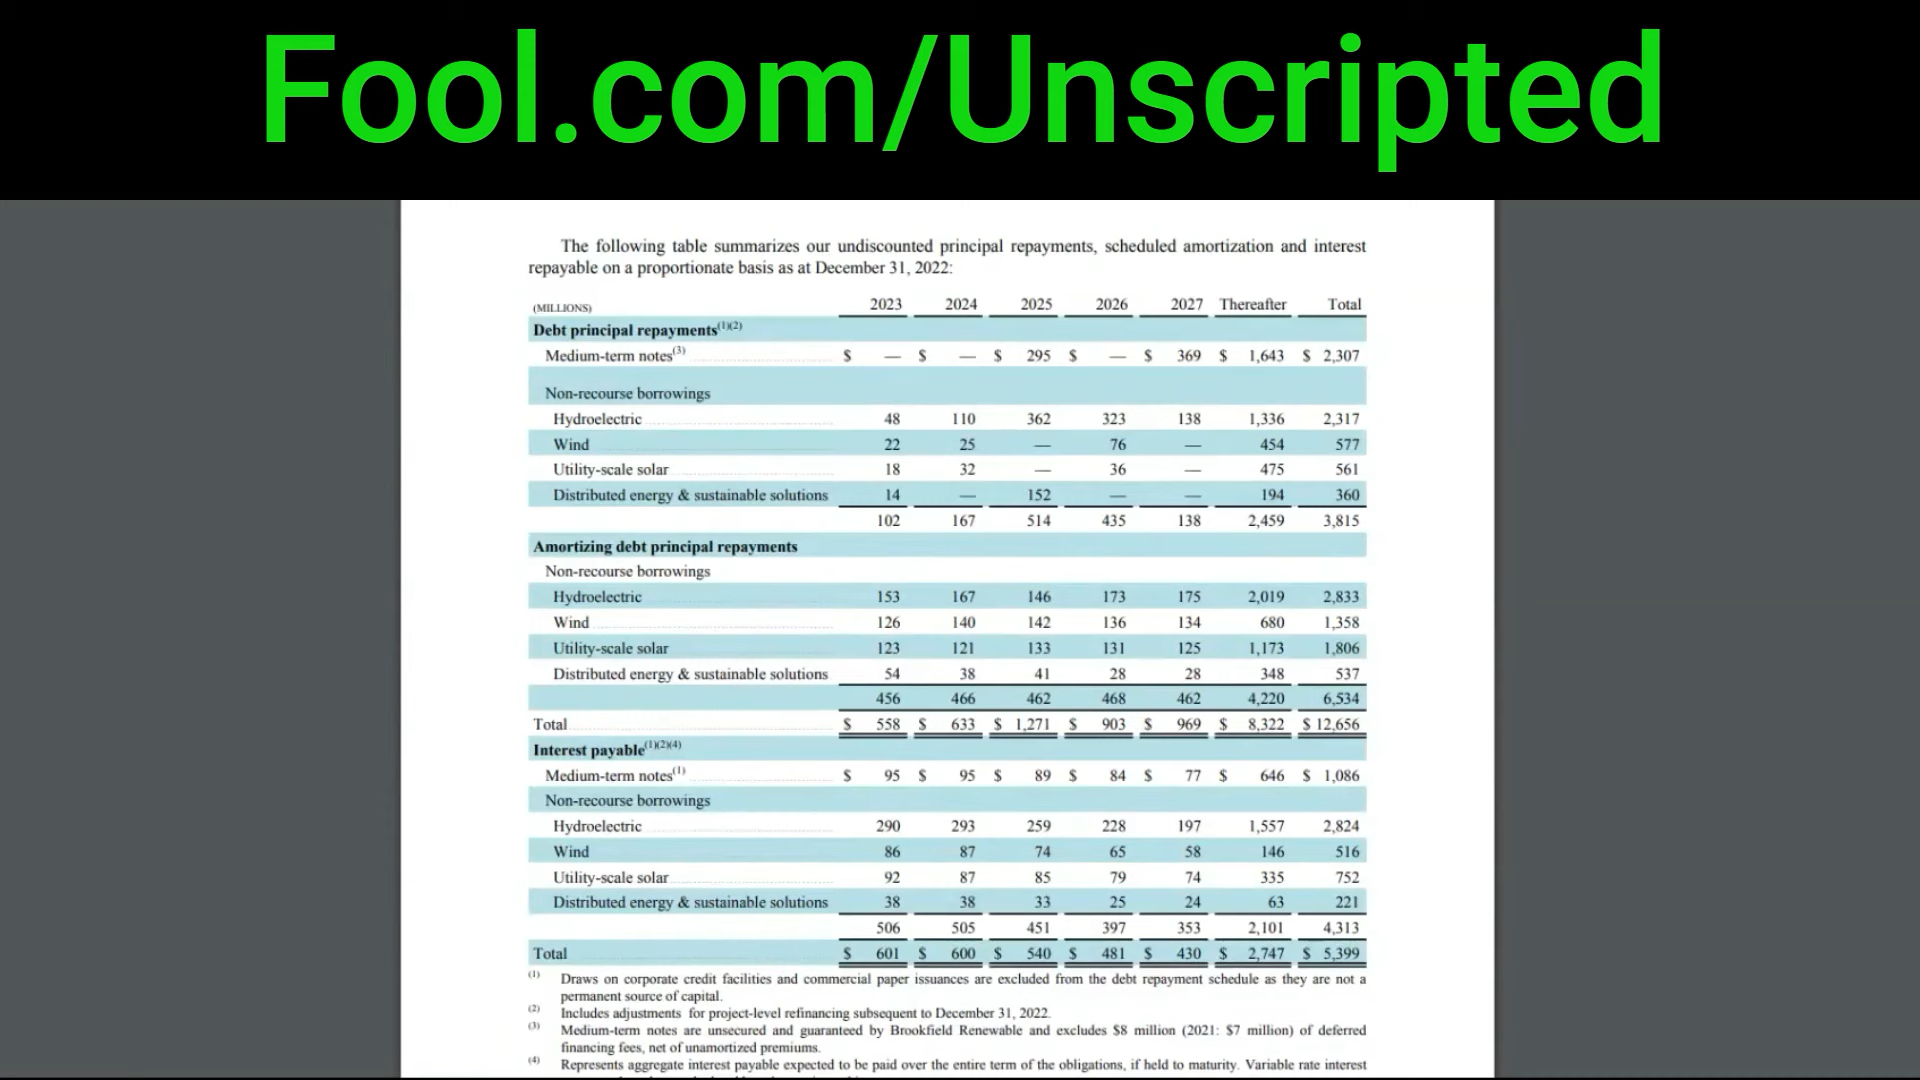 Fool.com/Unscripted
The following table summarizes our undiscounted principal repayments, scheduled amortization and interest
repayable on a proportionate basis as at December 31, 2022:
(MILLIONS) 2023 2024 2025 2026 2027 Thereafter Total
Debt principal repayments(1)(2)
Medium-term notes(3) $ — $ — $ 295 $ — $ 369 $ 1,643 $ 2,307
Non-recourse borrowings
Hydroelectric 48 110 362 323 138 1,336 2,317
Wind 22 25 — 76 — 454 577
Utility-scale solar 18 32 — 36 — 475 561
Distributed energy & sustainable solutions 14 — 152 — — 194 360
102 167 514 435 138 2,459 3,815
Amortizing debt principal repayments
Non-recourse borrowings
Hydroelectric 153 167 146 173 175 2,019 2,833
Wind 126 140 142 136 134 680 1,358
Utility-scale solar 123 121 133 131 125 1,173 1,806
Distributed energy & sustainable solutions 54 38 41 28 28 348 537
456 466 462 468 462 4,220 6,534
Total $ 558 $ 633 $ 1,271 $ 903 $ 969 $ 8,322 $ 12,656
Interest payable(1)(2)(4)
Medium-term notes(1) $ 95 $ 95 $ 89 $ 84 $ 77 $ 646 $ 1,086
Non-recourse borrowings
Hydroelectric 290 293 259 228 197 1,557 2,824
Wind 86 87 74 65 58 146 516
Utility-scale solar 92 87 85 79 74 335 752
Distributed energy & sustainable solutions 38 38 33 25 24 63 221
506 505 451 397 353 2,101 4,313
Total $ 601 $ 600 $ 540 $ 481 $ 430 $ 2,747 $ 5,399
(1) Draws on corporate credit facilities and commercial paper issuances are excluded from the debt repayment schedule as they are not a
permanent source of capital.
(2) Includes adjustments for project-level refinancing subsequent to December 31, 2022.
(3) Medium-term notes are unsecured and guaranteed by Brookfield Renewable and excludes $8 million (2021: $7 million) of deferred
financing fees, net of unamortized premiums.
(4) Represents aggregate interest payable expected to be paid over the entire term of the obligations, if held to maturity. Variable rate interest